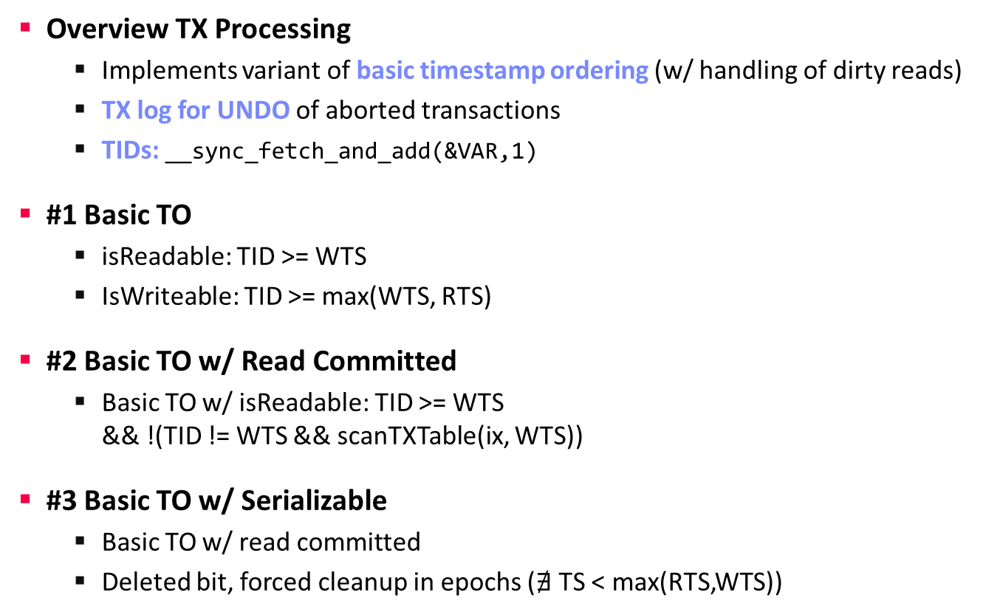 Overview TX Processing
Implements variant of basic timestamp ordering (w/ handling of dirty reads)
TX log for UNDO of aborted transactions
TIDs: __sync_fetch_and_add(&VAR,1)
#1 Basic TO
isReadable: TID >= WTS
IsWriteable: TID >= max(WTS, RTS)
#2 Basic TO w/ Read Committed
Basic TO w/ isReadable: TID >= WTS
&& !(TID != WTS && scanTXTable(ix, WTS))
#3 Basic TO w/ Serializable
Basic TO w/ read committed
Deleted bit, forced cleanup in epochs (∄ TS < max(RTS,WTS))